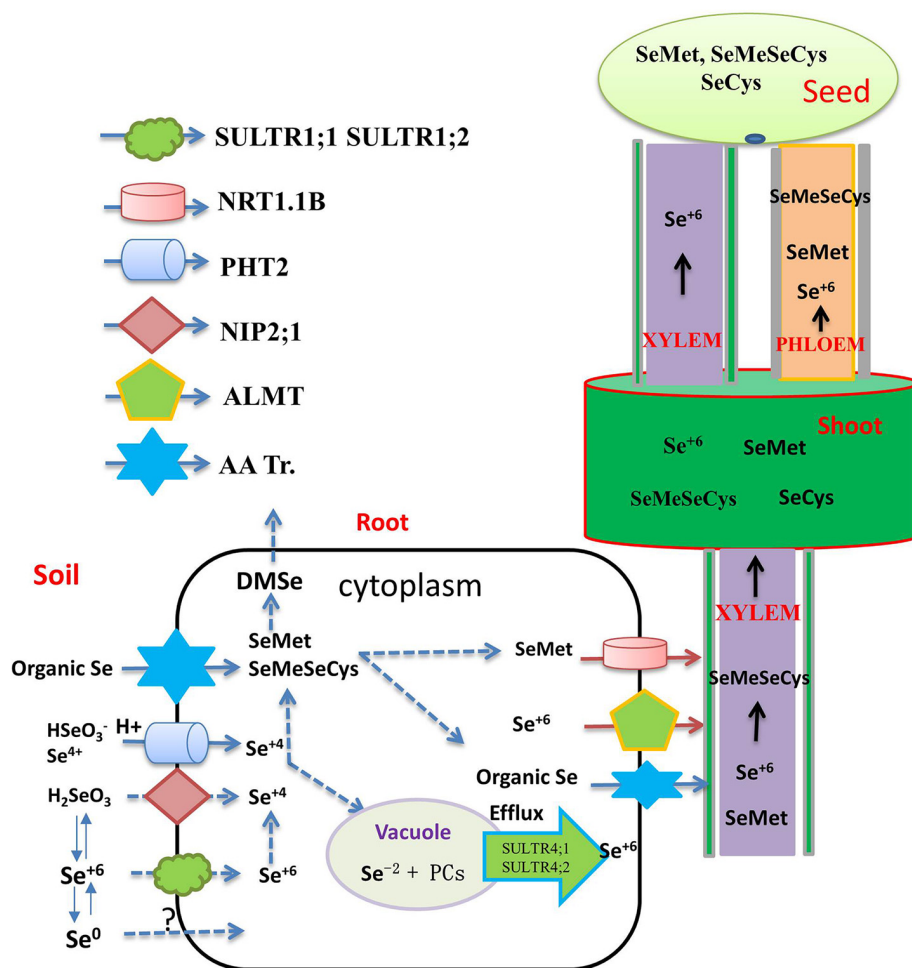 SeMet, SeMeSeCys
SeCys
Seed
SULTR1;1 SULTR1;2
NRT1.1B
PHT2
NIP2;1
ALMT
AA Tr.
SeMeSeCys
Se+6
SeMet
Se+6
XYLEM
PHLOEM
Shoot
Se+6
SeMet
SeMeSeCys
SeCys
Root
Soil
DMSe
cytoplasm
XYLEM
SeMet
SeMeSeCys
Organic Se
SeMet
SeMeSeCys
HSeO3-
Se4+
H+
Se+4
Se+6
H2SeO3
Se+4
Organic Se
Se+6
SeMet
Efflux
Vacuole
Se-2 + PCs
SULTR4;1
SULTR4;2
Se+6
Se+6
Se+6
?
Se0